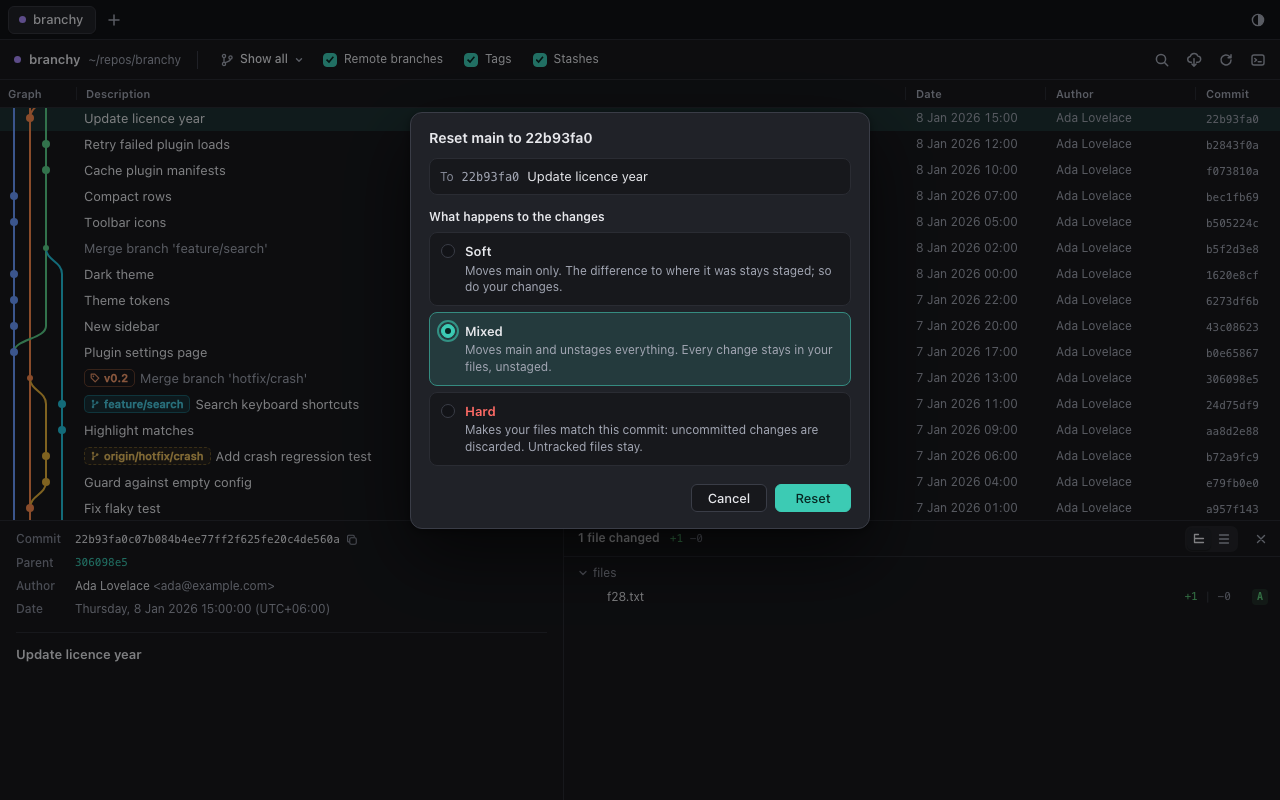 branchy
branchy ~/repos/branchy Show all Remote branches Tags Stashes
Graph Description Date Author Commit
Update licence year 8 Jan 2026 15:00 Ada Lovelace 22b93fa0
Retry failed plugin loads 8 Jan 2026 12:00 Ada Lovelace b2843f0a
Cache plugin manifests 8 Jan 2026 10:00 Ada Lovelace f073810a
Compact rows 8 Jan 2026 07:00 Ada Lovelace bec1fb69
Toolbar icons 8 Jan 2026 05:00 Ada Lovelace b505224c
Merge branch 'feature/search' 8 Jan 2026 02:00 Ada Lovelace b5f2d3e8
Dark theme 8 Jan 2026 00:00 Ada Lovelace 1620e8cf
Theme tokens 7 Jan 2026 22:00 Ada Lovelace 6273df6b
New sidebar 7 Jan 2026 20:00 Ada Lovelace 43c08623
Plugin settings page 7 Jan 2026 17:00 Ada Lovelace b0e65867
v0.2 Merge branch 'hotfix/crash' 7 Jan 2026 13:00 Ada Lovelace 306098e5
feature/search Search keyboard shortcuts 7 Jan 2026 11:00 Ada Lovelace 24d75df9
Highlight matches 7 Jan 2026 09:00 Ada Lovelace aa8d2e88
origin/hotfix/crash Add crash regression test 7 Jan 2026 06:00 Ada Lovelace b72a9fc9
Guard against empty config 7 Jan 2026 04:00 Ada Lovelace e79fb0e0
Fix flaky test 7 Jan 2026 01:00 Ada Lovelace a957f143
Reset main to 22b93fa0
To 22b93fa0 Update licence year
What happens to the changes
Soft
Moves main only. The difference to where it was stays staged; so
do your changes.
Mixed
Moves main and unstages everything. Every change stays in your
files, unstaged.
Hard
Makes your files match this commit: uncommitted changes are
discarded. Untracked files stay.
Cancel Reset
Commit 22b93fa0c07b084b4ee77ff2f625fe20c4de560a
Parent 306098e5
Author Ada Lovelace <ada@example.com>
Date Thursday, 8 Jan 2026 15:00:00 (UTC+06:00)
Update licence year
1 file changed +1 −0
files
f28.txt +1 −0 A